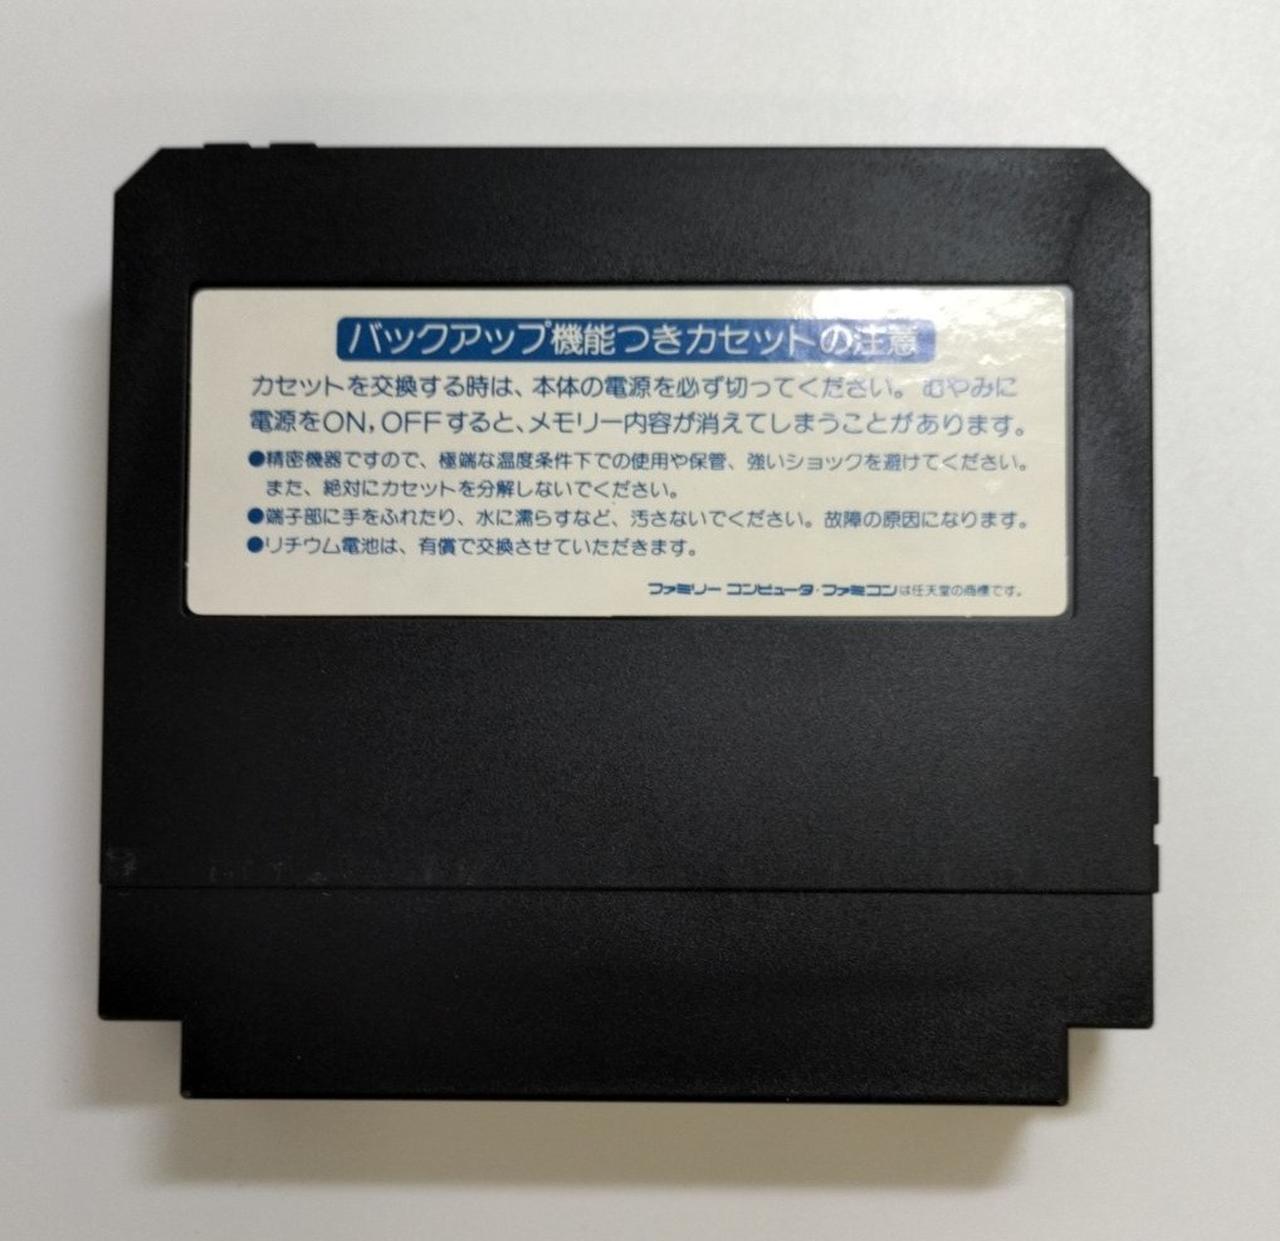 バックアップ機能つきカセットの注意
カセットを交換する時は、本体の電源を必ず切ってください。むやみに
電源をON,OFFすると、メモリー内容が消えてしまうことがあります。
●精密機器ですので、極端な温度条件下での使用や保管、強いショックを避けてください。
また、絶対にカセットを分解しないでください。
●端子部に手をふれたり、水に濡らすなど、汚さないでください。故障の原因になります。
●リチウム電池は、有償で交換させていただきます。
ファミリーコンピュータ・ファミコンは任天堂の商標です。